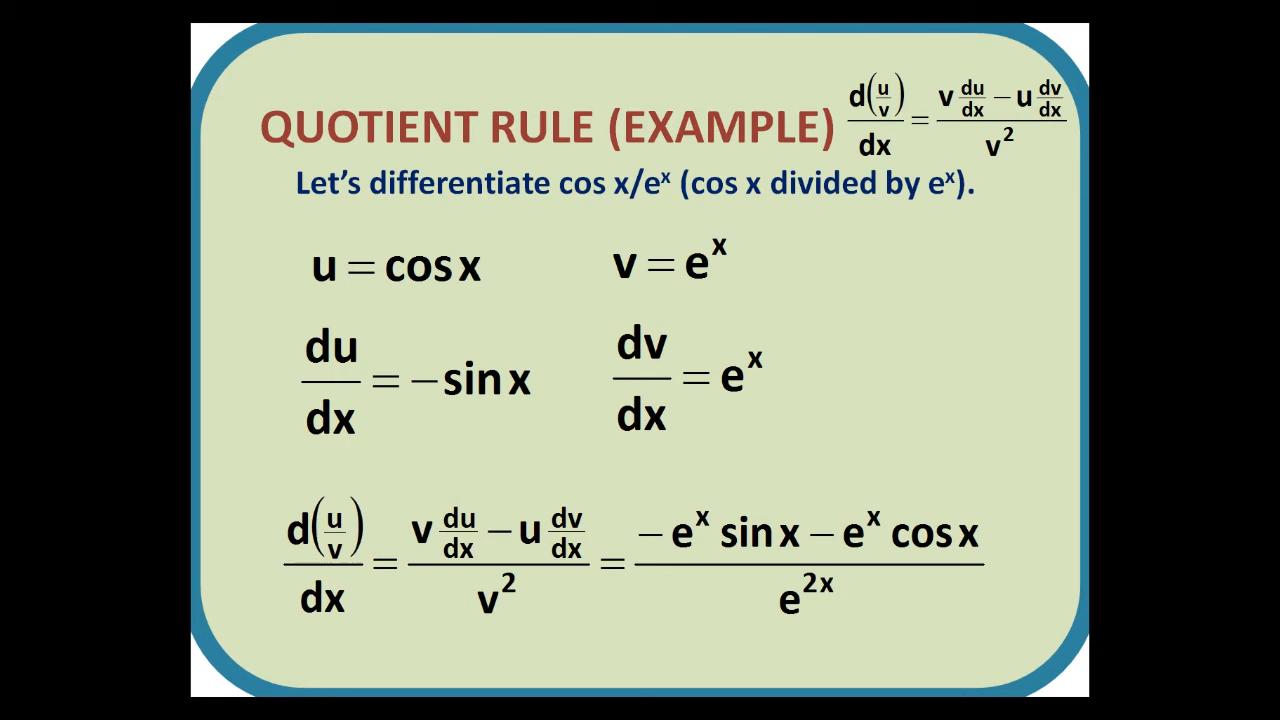 QUOTIENT RULE (EXAMPLE) d(u/v)/dx = (v du/dx − u dv/dx)/v²
Let’s differentiate cos x/eˣ (cos x divided by eˣ).
u = cos x v = eˣ
du/dx = − sin x dv/dx = eˣ
d(u/v)/dx = (v du/dx − u dv/dx)/v² = (− eˣ sin x − eˣ cos x)/e²ˣ